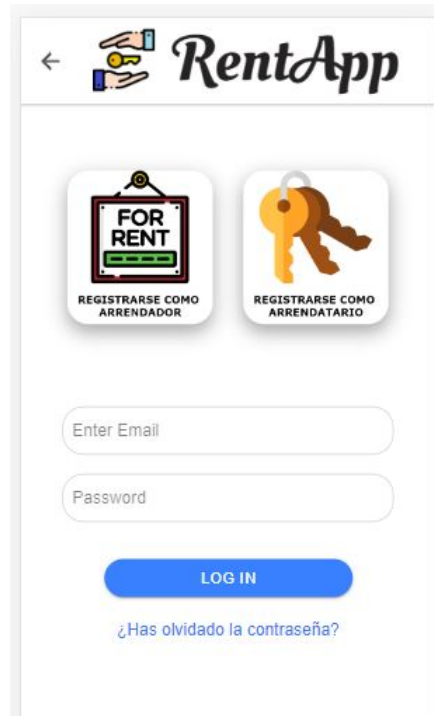 RentApp
FOR
RENT
REGISTRARSE COMO
ARRENDADOR
REGISTRARSE COMO
ARRENDATARIO
Enter Email
Password
LOG IN
¿Has olvidado la contraseña?